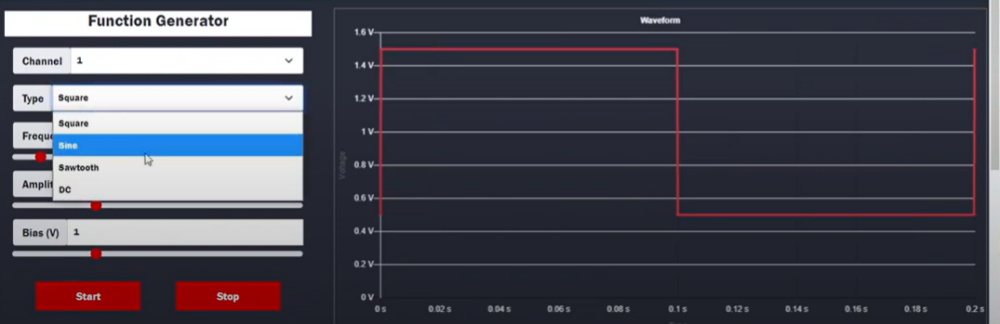 Function Generator
Channel 1
Type Square
Square
Sine
Sawtooth
DC
Bias (V) 1
Start Stop
Waveform
Voltage
1.6 V
1.4 V
1.2 V
1 V
0.8 V
0.6 V
0.4 V
0.2 V
0 V
0 s 0.02 s 0.04 s 0.06 s 0.08 s 0.1 s 0.12 s 0.14 s 0.16 s 0.18 s 0.2 s